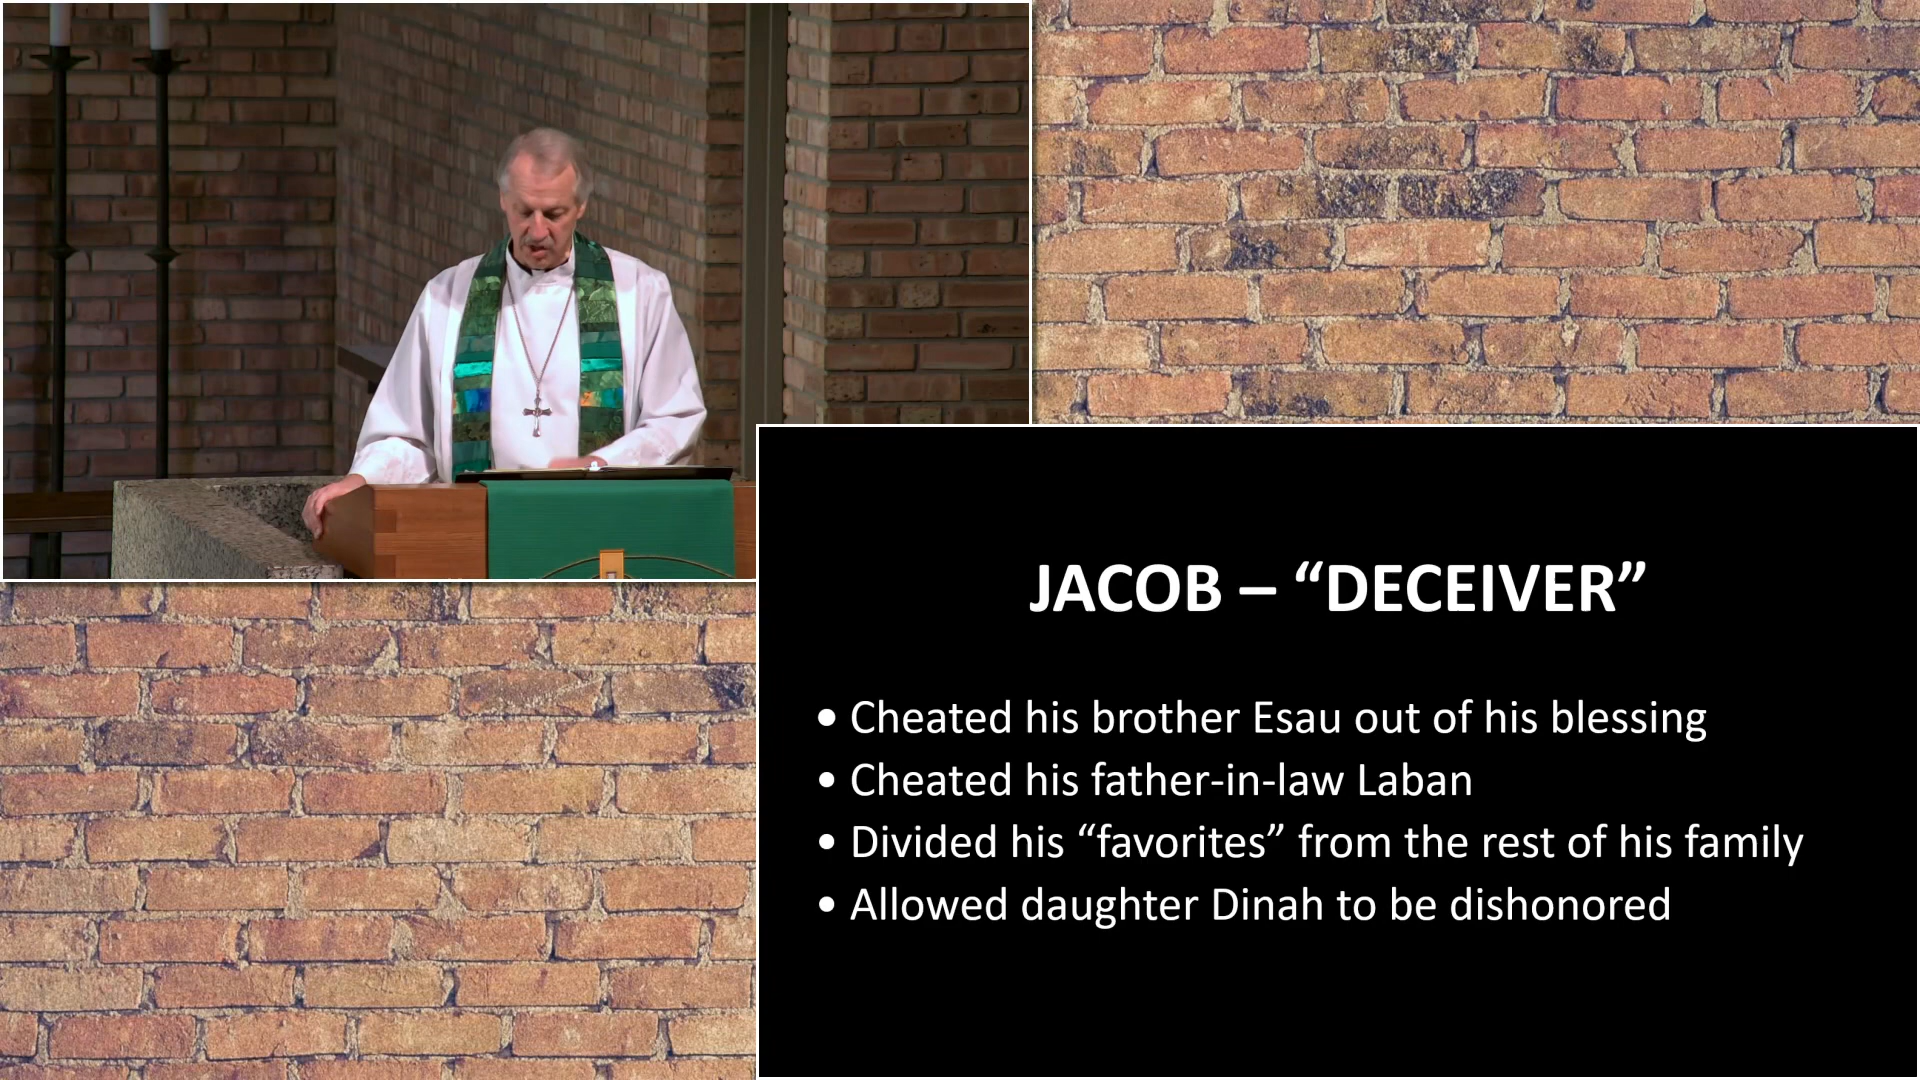 JACOB – “DECEIVER”
• Cheated his brother Esau out of his blessing
• Cheated his father-in-law Laban
• Divided his “favorites” from the rest of his family
• Allowed daughter Dinah to be dishonored